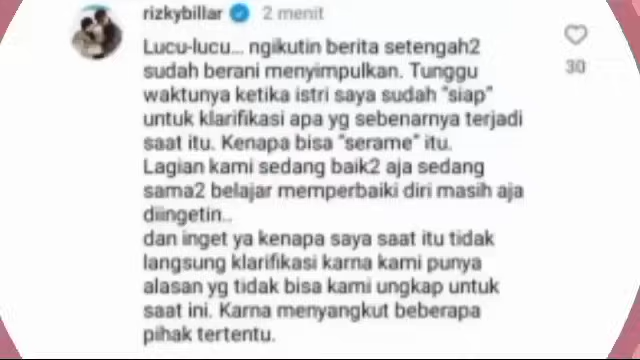 rizkybillar 2 menit
Lucu-lucu... ngikutin berita setengah2
sudah berani menyimpulkan. Tunggu
waktunya ketika istri saya sudah "siap"
untuk klarifikasi apa yg sebenarnya terjadi
saat itu. Kenapa bisa "serame" itu.
Lagian kami sedang baik2 aja sedang
sama2 belajar memperbaiki diri masih aja
diingetin..
dan inget ya kenapa saya saat itu tidak
langsung klarifikasi karna kami punya
alasan yg tidak bisa kami ungkap untuk
saat ini. Karna menyangkut beberapa
pihak tertentu.
30